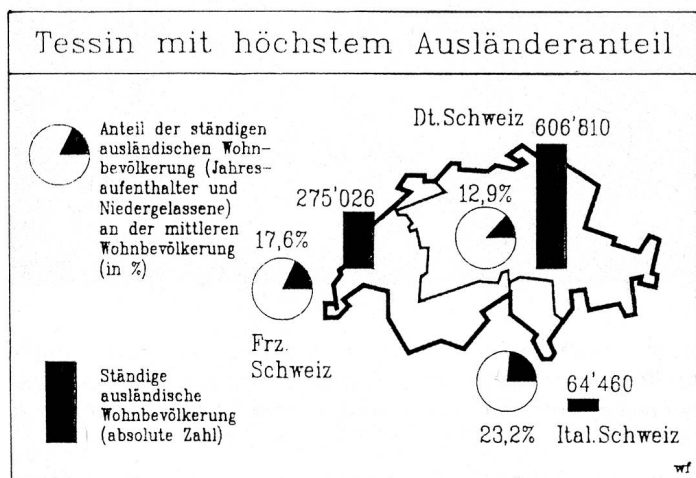 Tessin mit höchstem Ausländeranteil
Anteil der ständigen
ausländischen Wohn-
bevölkerung (Jahres-
aufenthalter und
Niedergelassene)
an der mittleren
Wohnbevölkerung
(in %)
Ständige
ausländische
Wohnbevölkerung
(absolute Zahl)
Dt.Schweiz
606'810
12,9%
275'026
17,6%
Frz.
Schweiz
64'460
23,2%
Ital.Schweiz
wf